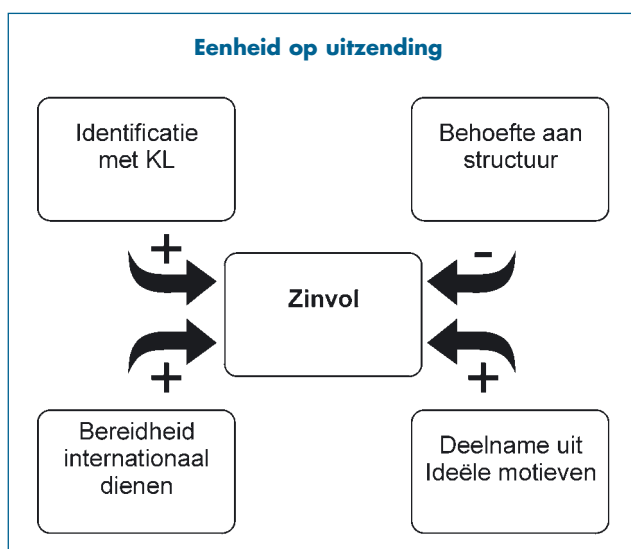 Eenheid op uitzending
Identificatie
met KL
Behoefte aan
structuur
+
-
Zinvol
+
+
Bereidheid
internationaal
dienen
Deelname uit
Ideële motieven